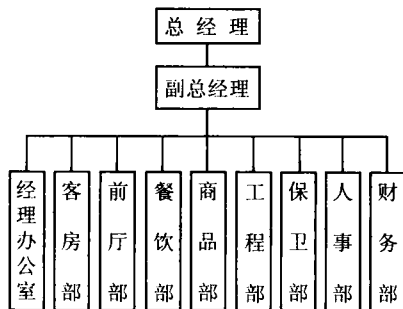 总经理
副总经理
经理办公室
客房部
前厅部
餐饮部
商品部
工程部
保卫部
人事部
财务部